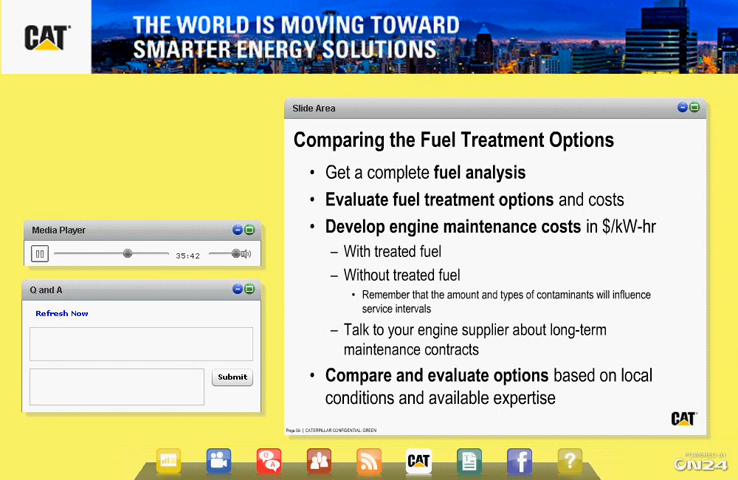 CAT
THE WORLD IS MOVING TOWARD
SMARTER ENERGY SOLUTIONS
Slide Area
Comparing the Fuel Treatment Options
• Get a complete fuel analysis
• Evaluate fuel treatment options and costs
• Develop engine maintenance costs in $/kW-hr
– With treated fuel
– Without treated fuel
• Remember that the amount and types of contaminants will influence
service intervals
– Talk to your engine supplier about long-term
maintenance contracts
• Compare and evaluate options based on local
conditions and available expertise
CATERPILLAR CONFIDENTIAL: GREEN
CAT
Media Player
35:42
Q and A
Refresh Now
Submit
Q
A
CAT
f
?
POWERED BY
ON24